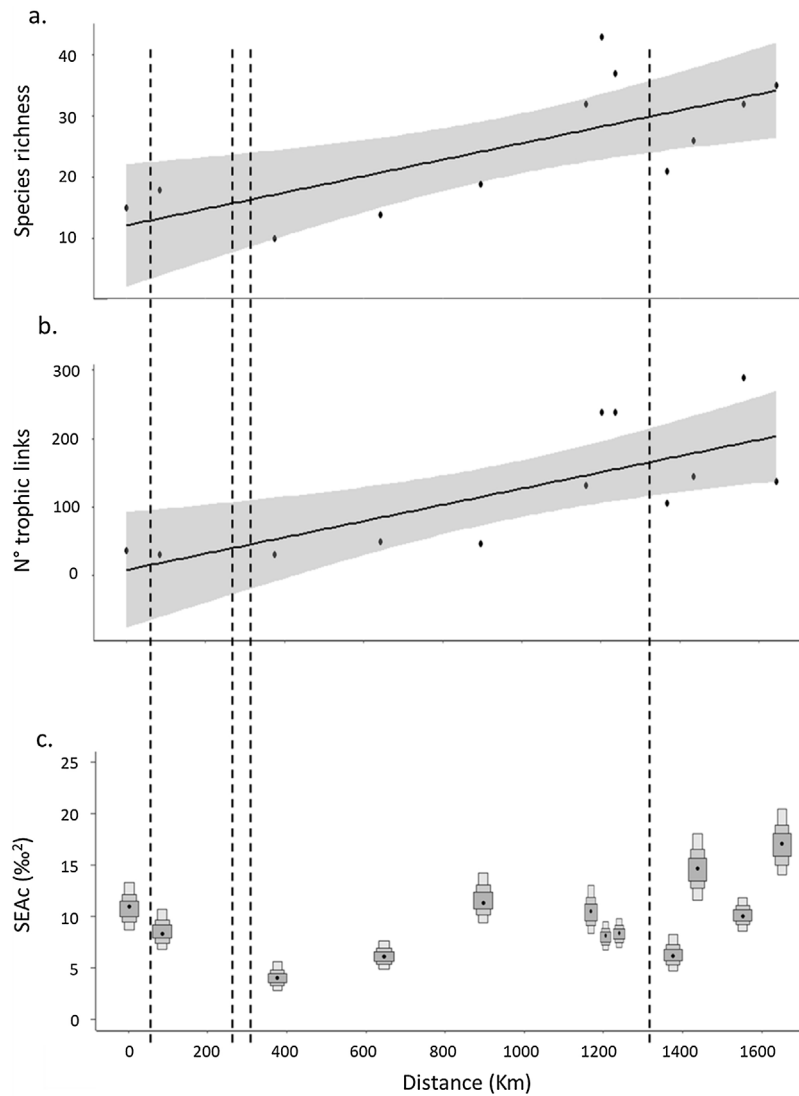 a.
Species richness
40
30
20
10
b.
N° trophic links
300
200
100
0
c.
SEAc (‰²)
25
20
15
10
5
0
0 200 400 600 800 1000 1200 1400 1600
Distance (Km)